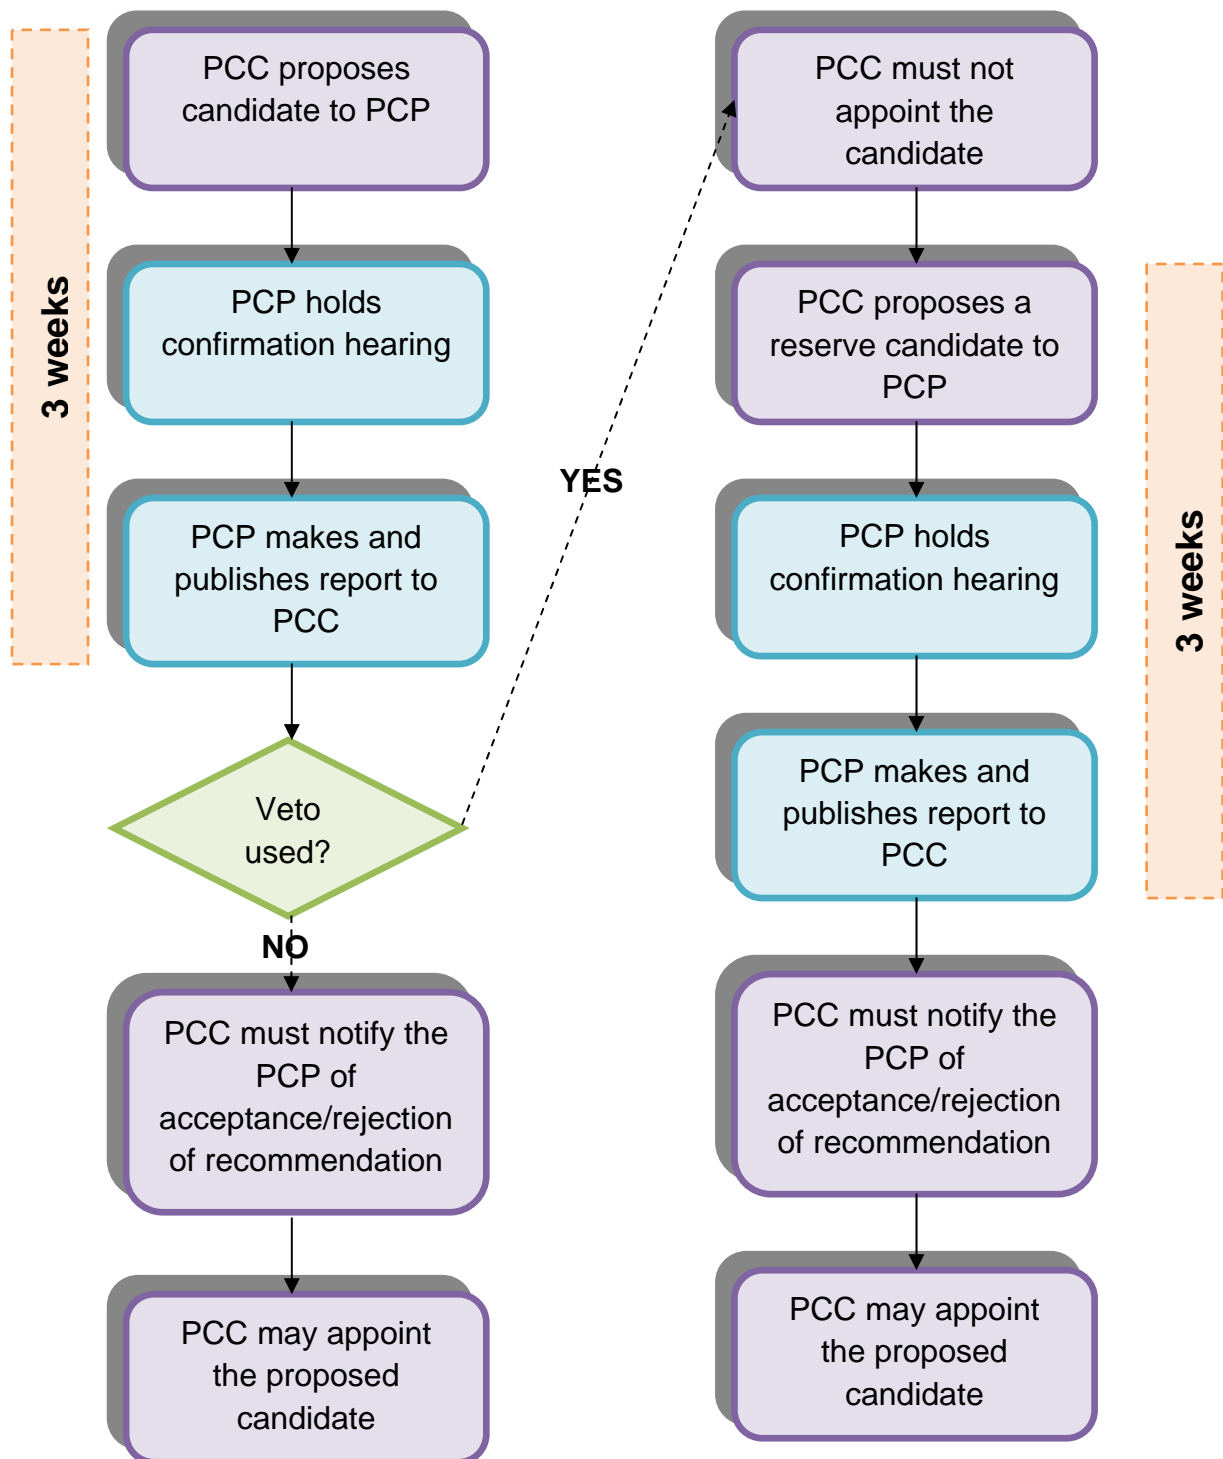 3 weeks
PCC proposes
candidate to PCP
PCP holds
confirmation hearing
PCP makes and
publishes report to
PCC
Veto
used?
YES
NO
PCC must notify the
PCP of
acceptance/rejection
of recommendation
PCC may appoint
the proposed
candidate
PCC must not
appoint the
candidate
PCC proposes a
reserve candidate to
PCP
PCP holds
confirmation hearing
PCP makes and
publishes report to
PCC
PCC must notify the
PCP of
acceptance/rejection
of recommendation
PCC may appoint
the proposed
candidate
3 weeks